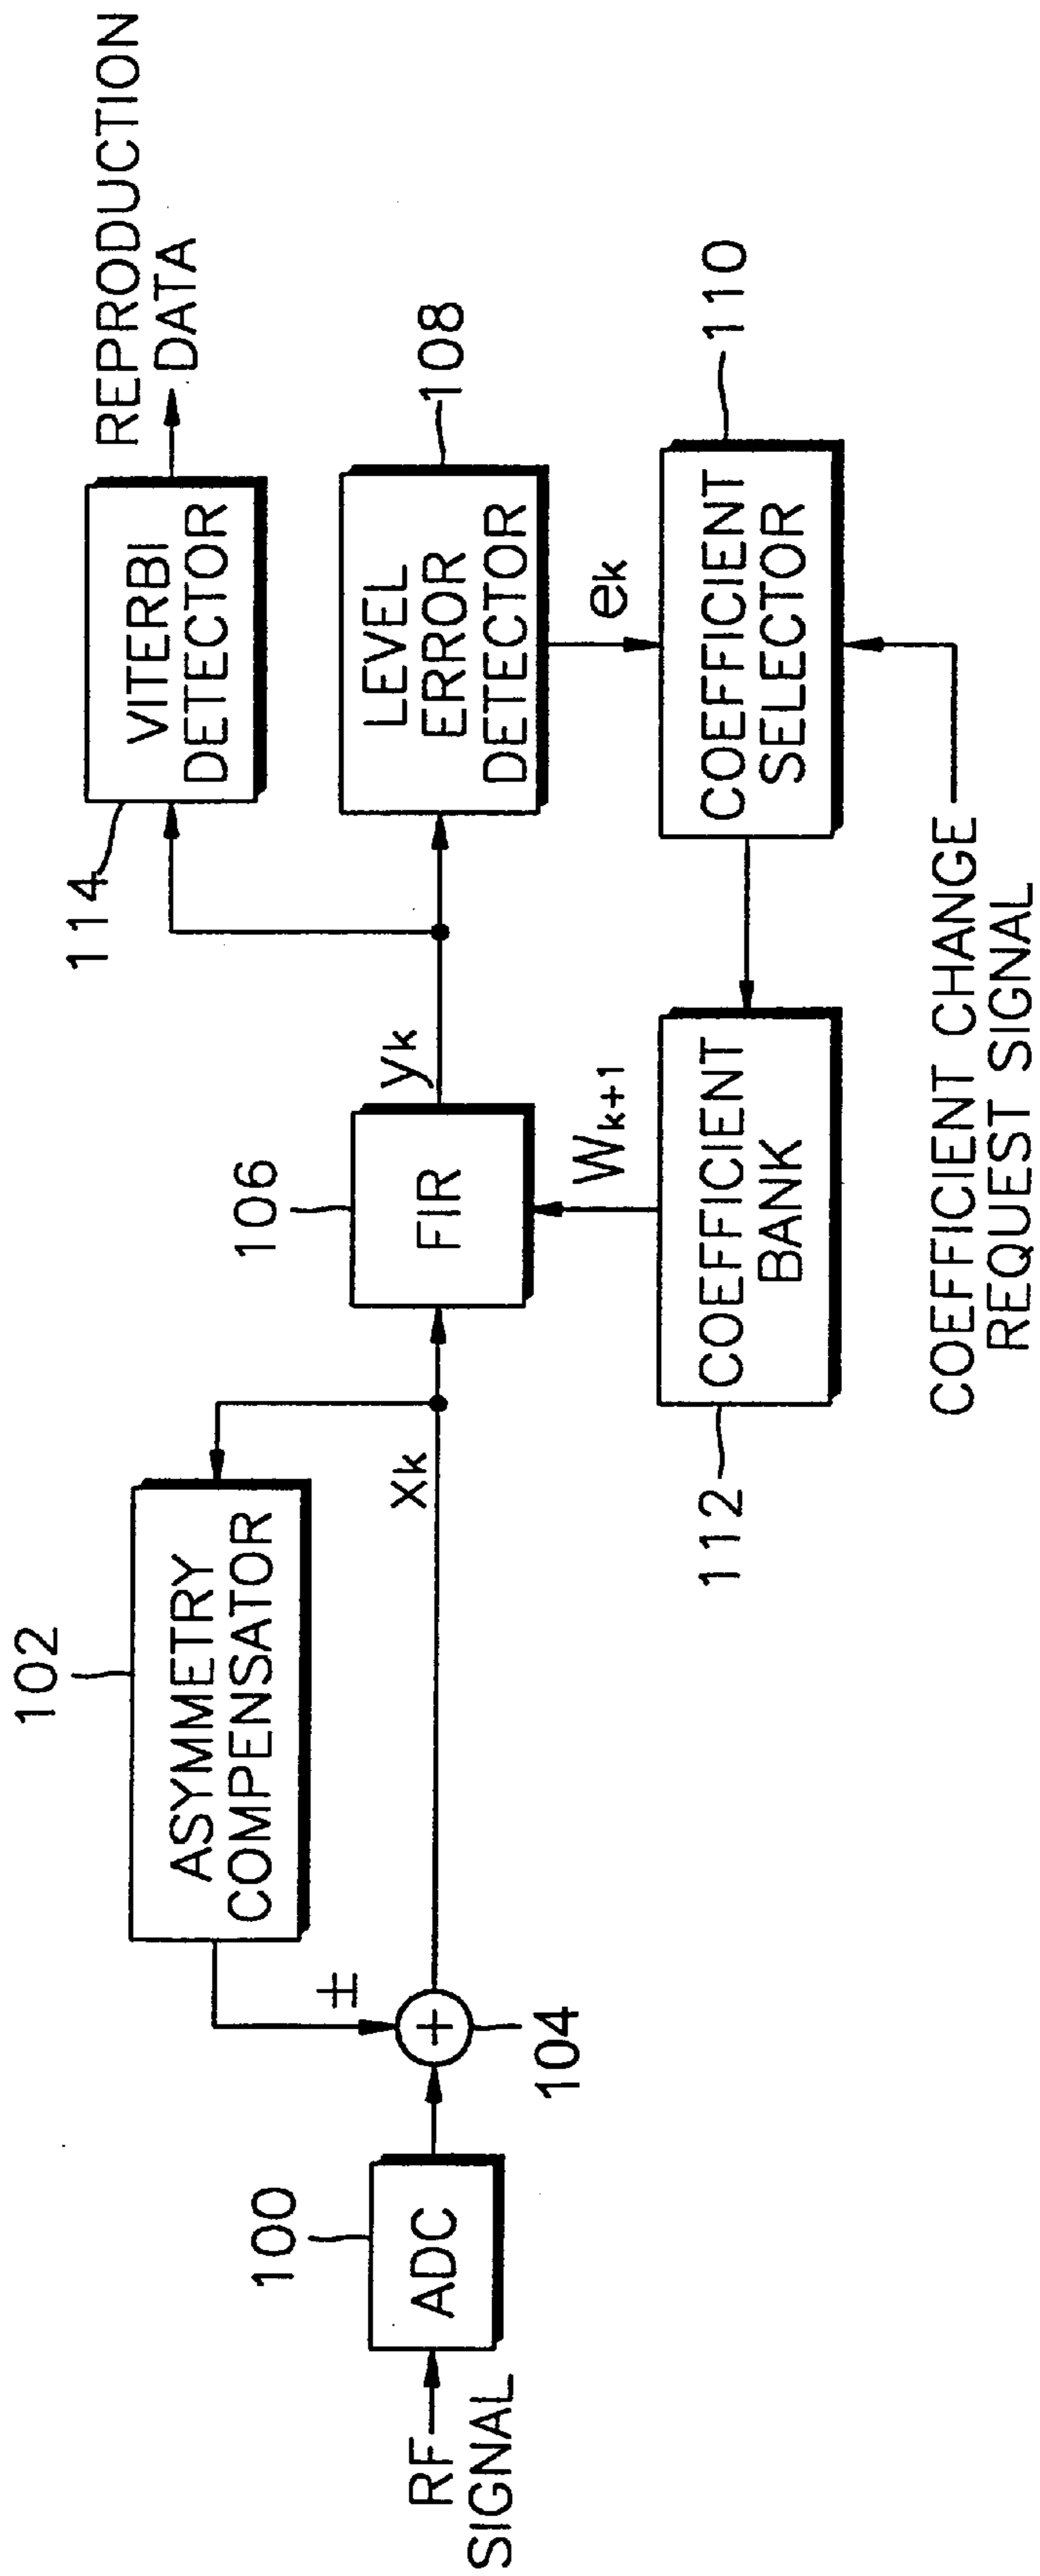 RF
SIGNAL
100
ADC
±
+
104
102
ASYMMETRY
COMPENSATOR
xk
106
FIR
yk
Wk+1
112
COEFFICIENT
BANK
114
VITERBI
DETECTOR
REPRODUCTION
DATA
LEVEL
ERROR
DETECTOR
108
ek
COEFFICIENT
SELECTOR
110
COEFFICIENT CHANGE
REQUEST SIGNAL